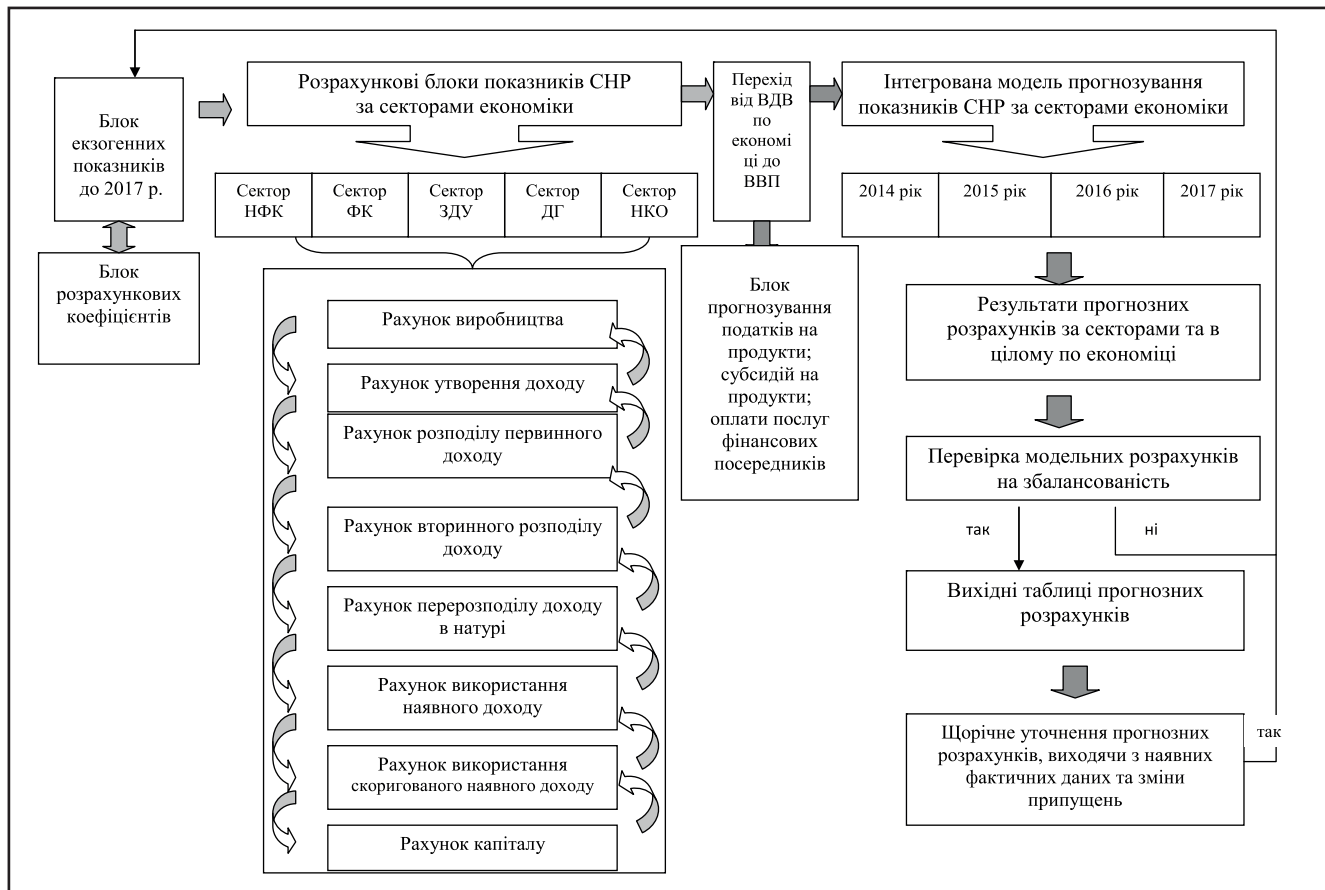 Блок
екзогенних
показників
до 2017 р.
Блок
розрахункових
коефіцієнтів
Розрахункові блоки показників СНР
за секторами економіки
Сектор
НФК
Сектор
ФК
Сектор
ЗДУ
Сектор
ДГ
Сектор
НКО
Рахунок виробництва
Рахунок утворення доходу
Рахунок розподілу первинного
доходу
Рахунок вторинного розподілу
доходу
Рахунок перерозподілу доходу
в натурі
Рахунок використання
наявного доходу
Рахунок використання
скоригованого наявного доходу
Рахунок капіталу
Перехід
від ВДВ
по
економі
ці до
ВВП
Блок
прогнозування
податків на
продукти;
субсидій на
продукти;
оплати послуг
фінансових
посередників
Інтегрована модель прогнозування
показників СНР за секторами економіки
2014 рік
2015 рік
2016 рік
2017 рік
Результати прогнозних
розрахунків за секторами та в
цілому по економіці
Перевірка модельних розрахунків
на збалансованість
так
ні
Вихідні таблиці прогнозних
розрахунків
Щорічне уточнення прогнозних
розрахунків, виходячи з наявних
фактичних даних та зміни
припущень
так